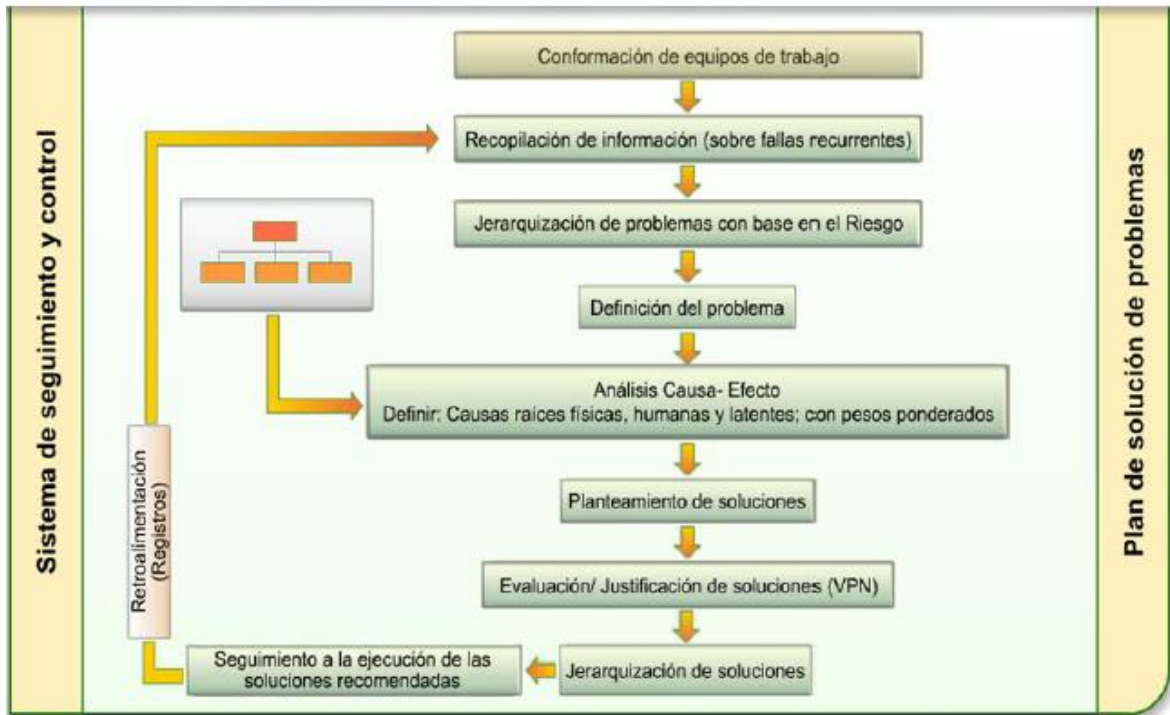 Sistema de seguimiento y control
Conformación de equipos de trabajo
Recopilación de información (sobre fallas recurrentes)
Jerarquización de problemas con base en el Riesgo
Definición del problema
Análisis Causa- Efecto
Definir: Causas raíces físicas, humanas y latentes; con pesos ponderados
Planteamiento de soluciones
Evaluación/ Justificación de soluciones (VPN)
Jerarquización de soluciones
Seguimiento a la ejecución de las
soluciones recomendadas
Retroalimentación
(Registros)
Plan de solución de problemas